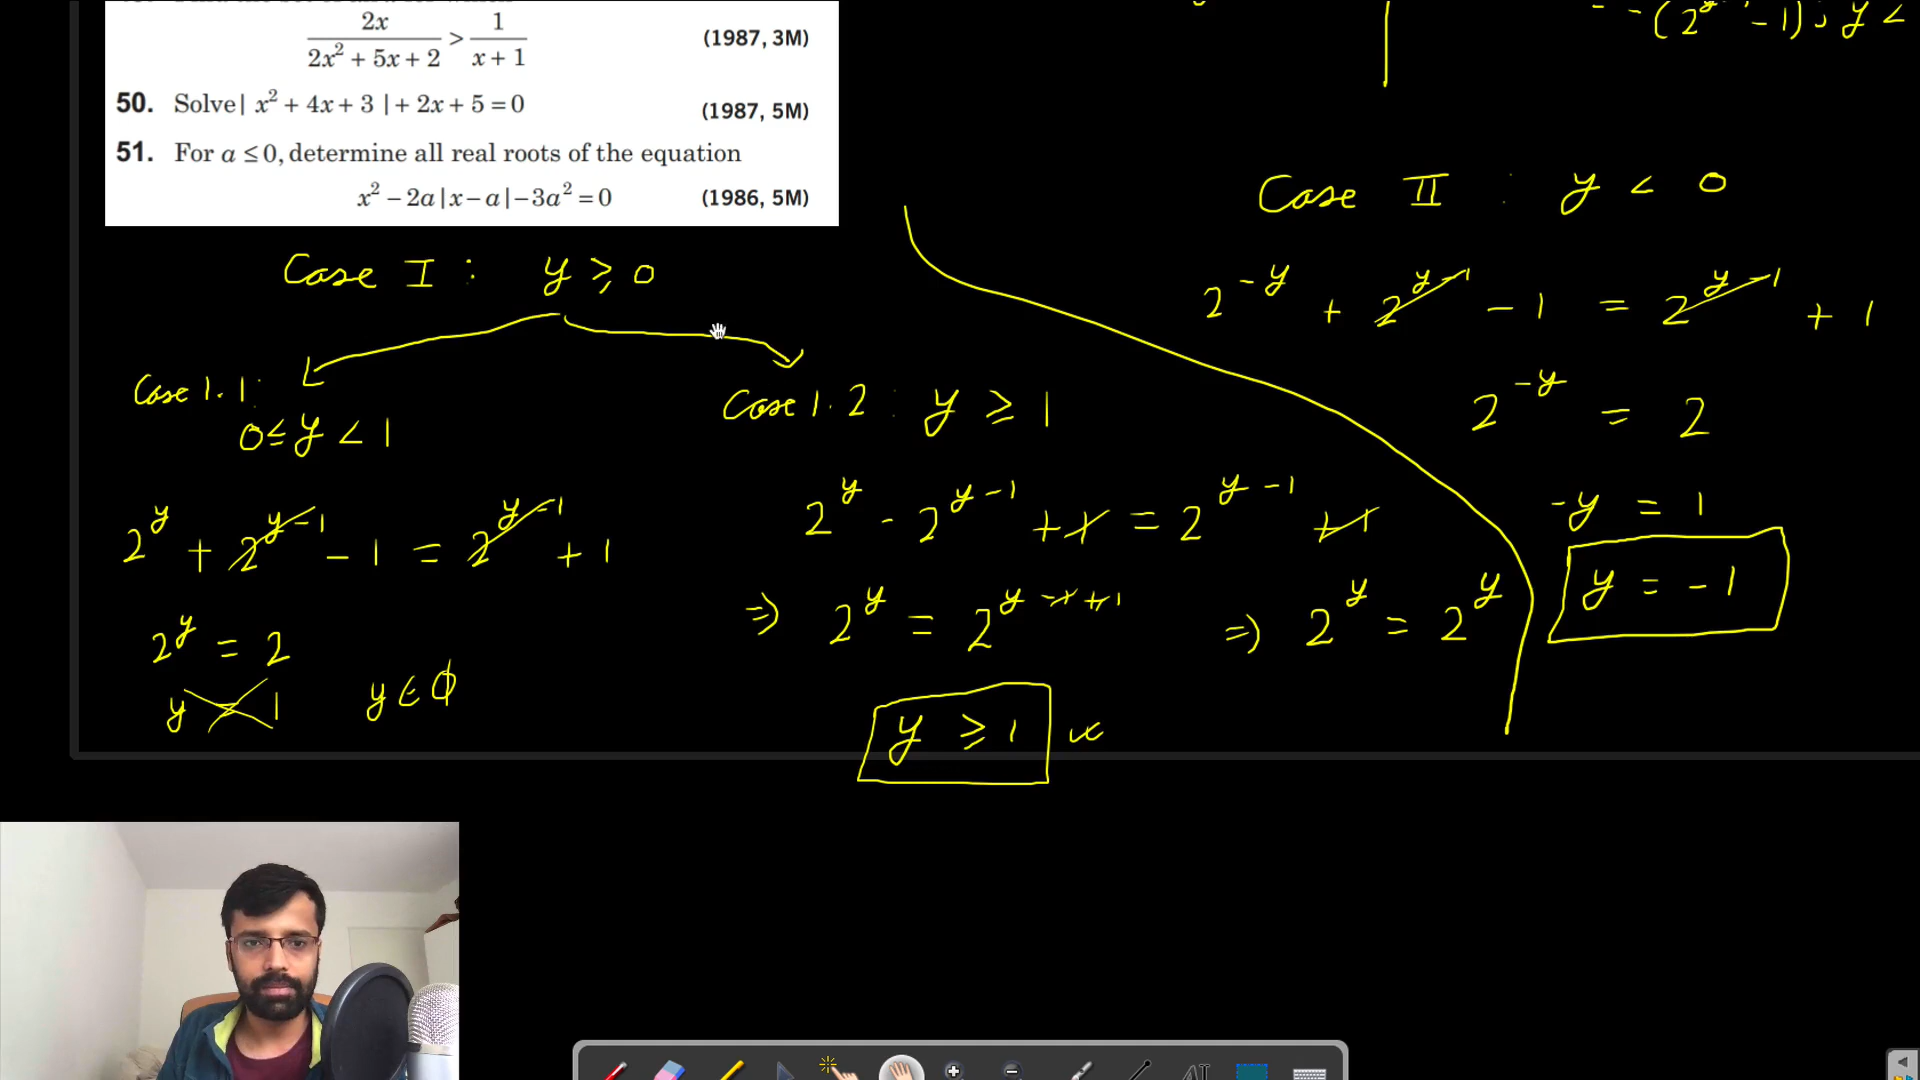 2x / 2x² + 5x + 2 > 1 / x + 1 (1987, 3M)
50. Solve | x² + 4x + 3 | + 2x + 5 = 0 (1987, 5M)
51. For a ≤ 0, determine all real roots of the equation
x² − 2a | x − a | − 3a² = 0 (1986, 5M)
Case I : y ≥ 0
Case 1.1 :
0 ≤ y < 1
2^y + 2^(y−1) − 1 = 2^(y−1) + 1
2^y = 2
y = 1 y ∈ ϕ
Case 1.2 : y ≥ 1
2^y − 2^(y−1) + 1 = 2^(y−1) + 1
⇒ 2^y = 2^(y−1+1) ⇒ 2^y = 2^y
y ≥ 1
Case II : y < 0
2^(−y) + 2^(y−1) − 1 = 2^(y−1) + 1
2^(−y) = 2
−y = 1
y = −1